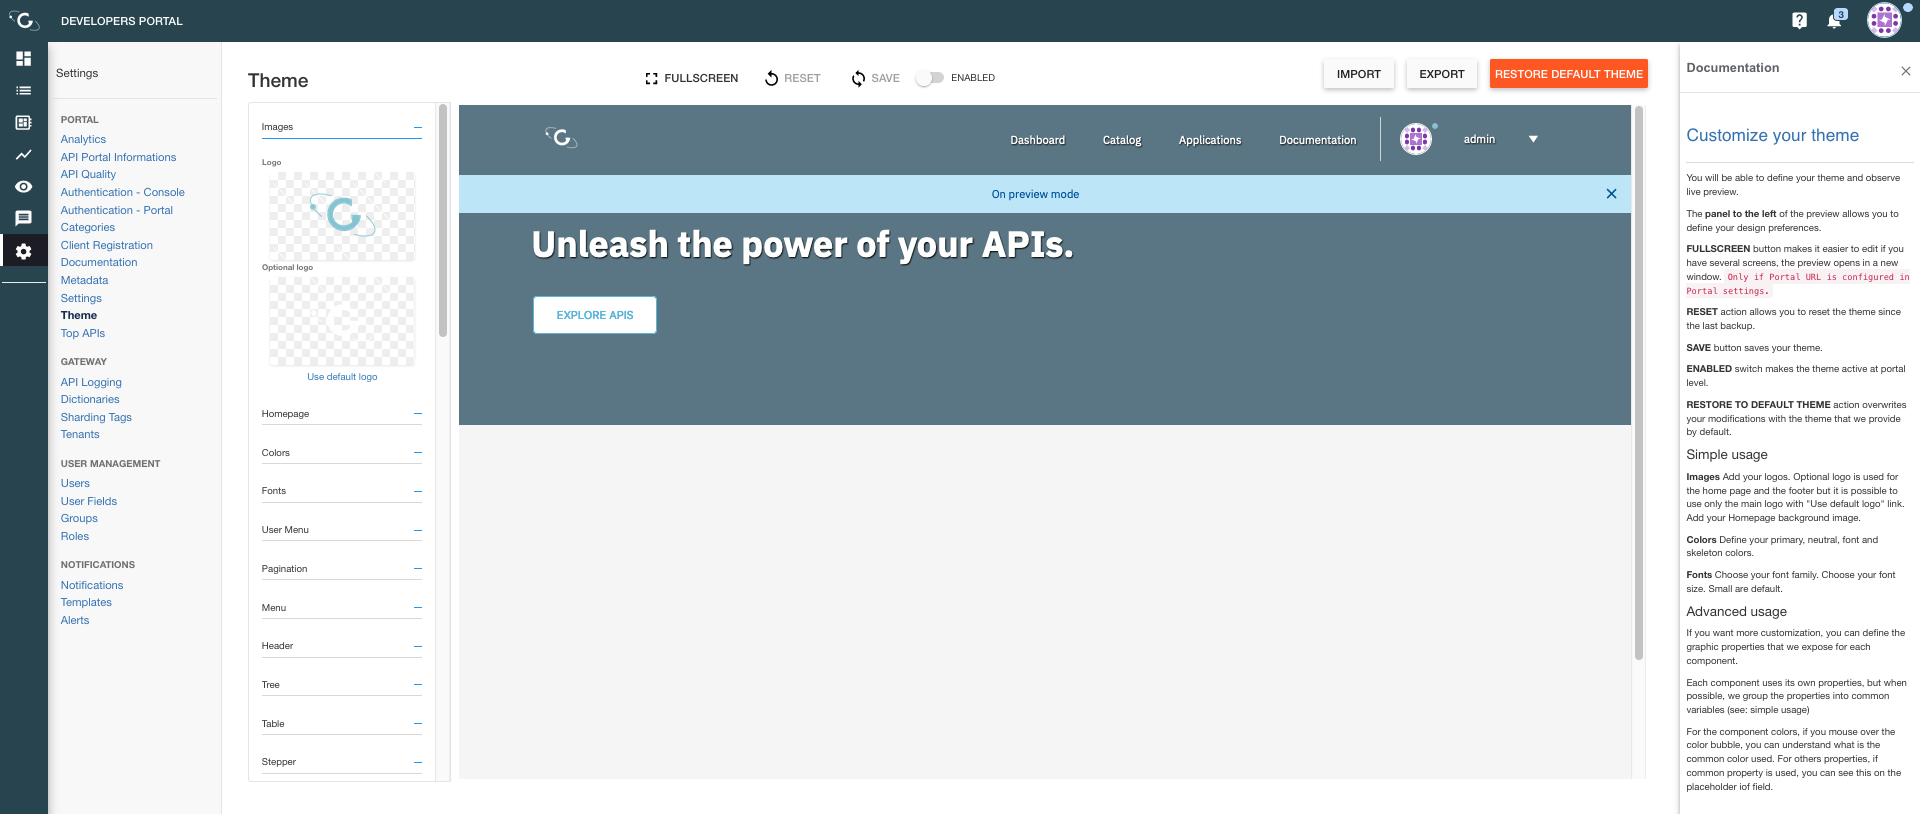 DEVELOPERS PORTAL
3
Settings
PORTAL
Analytics
API Portal Informations
API Quality
Authentication - Console
Authentication - Portal
Categories
Client Registration
Documentation
Metadata
Settings
Theme
Top APIs
GATEWAY
API Logging
Dictionaries
Sharding Tags
Tenants
USER MANAGEMENT
Users
User Fields
Groups
Roles
NOTIFICATIONS
Notifications
Templates
Alerts
Theme
FULLSCREEN
RESET
SAVE
ENABLED
IMPORT
EXPORT
RESTORE DEFAULT THEME
Images
Logo
Optional logo
Use default logo
Homepage
Colors
Fonts
User Menu
Pagination
Menu
Header
Tree
Table
Stepper
Dashboard
Catalog
Applications
Documentation
admin
On preview mode
Unleash the power of your APIs.
EXPLORE APIS
Documentation
Customize your theme
You will be able to define your theme and observe
live preview.
The panel to the left of the preview allows you to
define your design preferences.
FULLSCREEN button makes it easier to edit if you
have several screens, the preview opens in a new
window. Only if Portal URL is configured in
Portal settings.
RESET action allows you to reset the theme since
the last backup.
SAVE button saves your theme.
ENABLED switch makes the theme active at portal
level.
RESTORE TO DEFAULT THEME action overwrites
your modifications with the theme that we provide
by default.
Simple usage
Images Add your logos. Optional logo is used for
the home page and the footer but it is possible to
use only the main logo with "Use default logo" link.
Add your Homepage background image.
Colors Define your primary, neutral, font and
skeleton colors.
Fonts Choose your font family. Choose your font
size. Small are default.
Advanced usage
If you want more customization, you can define the
graphic properties that we expose for each
component.
Each component uses its own properties, but when
possible, we group the properties into common
variables (see: simple usage)
For the component colors, if you mouse over the
color bubble, you can understand what is the
common color used. For others properties, if
common property is used, you can see this on the
placeholder iof field.